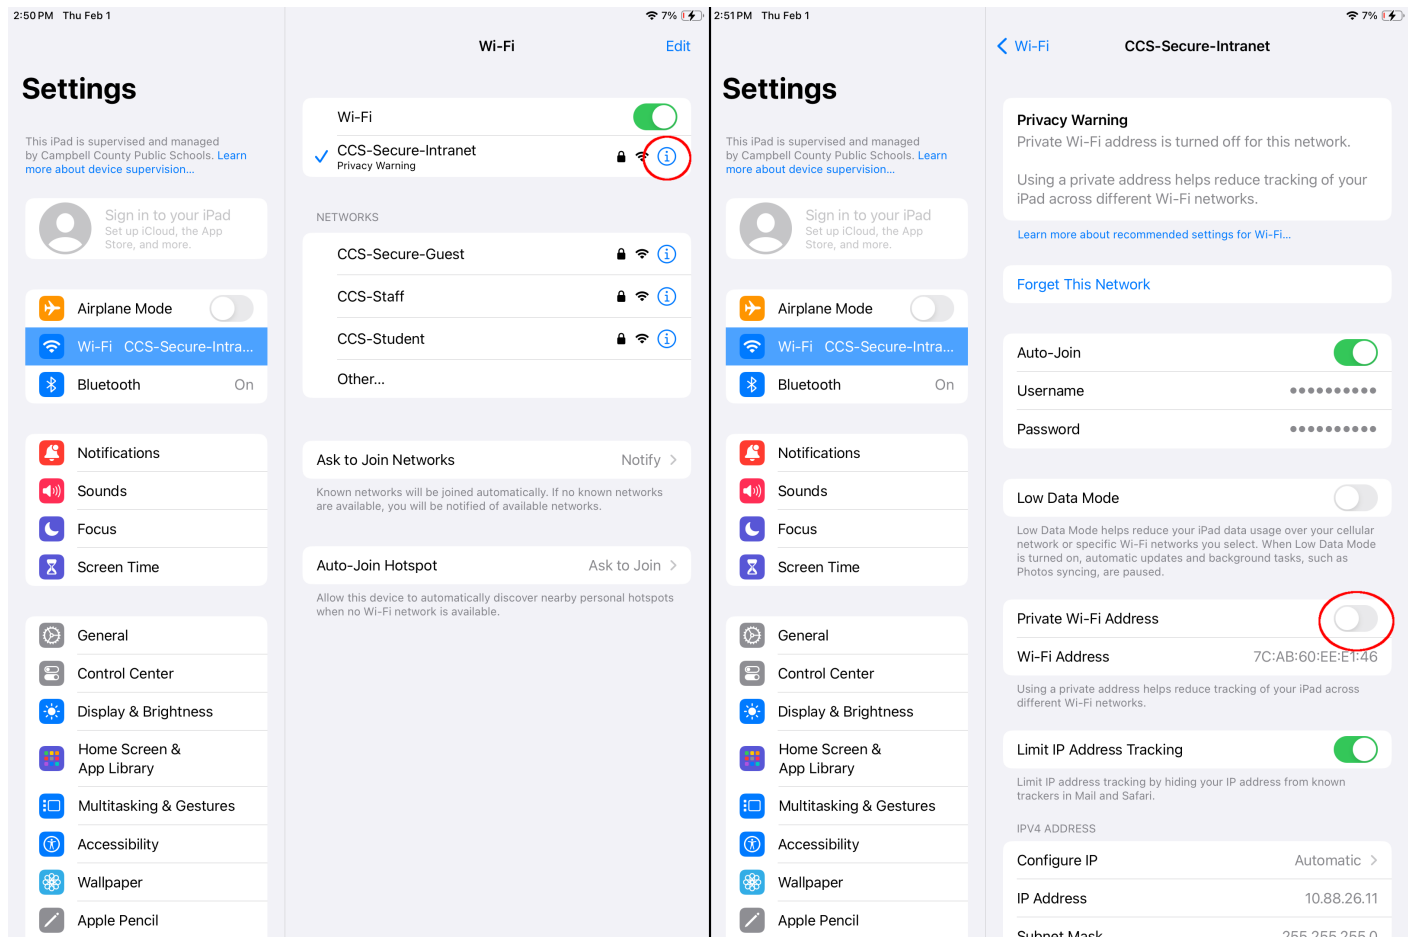 2:50 PM Thu Feb 1
7%
Settings
This iPad is supervised and managed
by Campbell County Public Schools. Learn
more about device supervision...
Sign in to your iPad
Set up iCloud, the App
Store, and more.
Airplane Mode
Wi-Fi CCS-Secure-Intra...
Bluetooth On
Notifications
Sounds
Focus
Screen Time
General
Control Center
Display & Brightness
Home Screen &
App Library
Multitasking & Gestures
Accessibility
Wallpaper
Apple Pencil
Wi-Fi
Edit
Wi-Fi
CCS-Secure-Intranet
Privacy Warning
NETWORKS
CCS-Secure-Guest
CCS-Staff
CCS-Student
Other...
Ask to Join Networks Notify
Known networks will be joined automatically. If no known networks
are available, you will be notified of available networks.
Auto-Join Hotspot Ask to Join
Allow this device to automatically discover nearby personal hotspots
when no Wi-Fi network is available.
2:51 PM Thu Feb 1
7%
Settings
This iPad is supervised and managed
by Campbell County Public Schools. Learn
more about device supervision...
Sign in to your iPad
Set up iCloud, the App
Store, and more.
Airplane Mode
Wi-Fi CCS-Secure-Intra...
Bluetooth On
Notifications
Sounds
Focus
Screen Time
General
Control Center
Display & Brightness
Home Screen &
App Library
Multitasking & Gestures
Accessibility
Wallpaper
Apple Pencil
Wi-Fi
CCS-Secure-Intranet
Privacy Warning
Private Wi-Fi address is turned off for this network.
Using a private address helps reduce tracking of your
iPad across different Wi-Fi networks.
Learn more about recommended settings for Wi-Fi...
Forget This Network
Auto-Join
Username ••••••••••
Password ••••••••••
Low Data Mode
Low Data Mode helps reduce your iPad data usage over your cellular
network or specific Wi-Fi networks you select. When Low Data Mode
is turned on, automatic updates and background tasks, such as
Photos syncing, are paused.
Private Wi-Fi Address
Wi-Fi Address 7C:AB:60:EE:E1:46
Using a private address helps reduce tracking of your iPad across
different Wi-Fi networks.
Limit IP Address Tracking
Limit IP address tracking by hiding your IP address from known
trackers in Mail and Safari.
IPV4 ADDRESS
Configure IP Automatic
IP Address 10.88.26.11
Subnet Mask 255.255.255.0